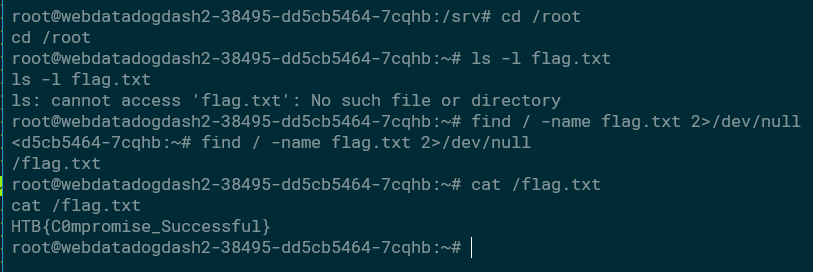 root@webdatadogdash2-38495-dd5cb5464-7cqhb:/srv# cd /root
cd /root
root@webdatadogdash2-38495-dd5cb5464-7cqhb:~# ls -l flag.txt
ls -l flag.txt
ls: cannot access 'flag.txt': No such file or directory
root@webdatadogdash2-38495-dd5cb5464-7cqhb:~# find / -name flag.txt 2>/dev/null
<d5cb5464-7cqhb:~# find / -name flag.txt 2>/dev/null
/flag.txt
root@webdatadogdash2-38495-dd5cb5464-7cqhb:~# cat /flag.txt
cat /flag.txt
HTB{C0mpromise_Successful}
root@webdatadogdash2-38495-dd5cb5464-7cqhb:~#